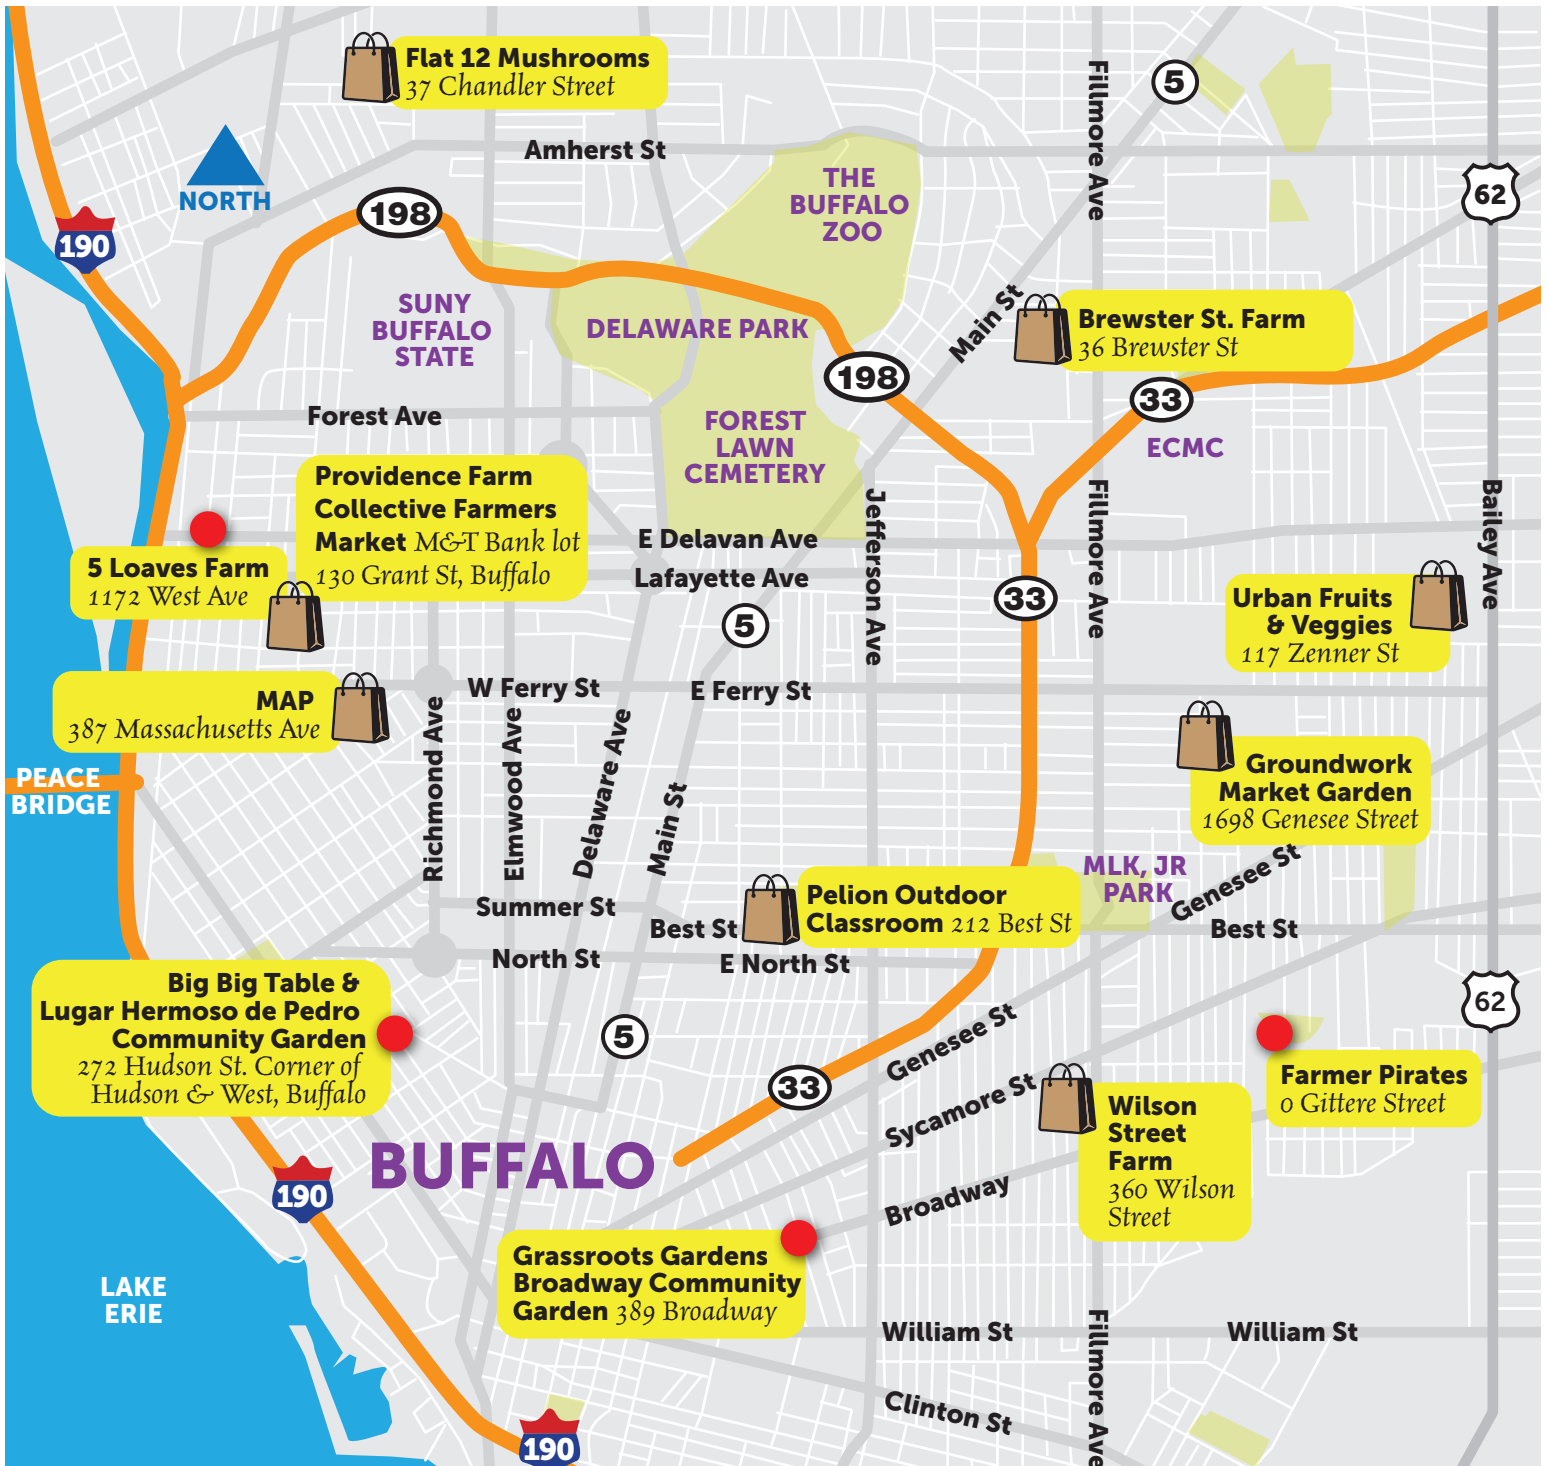 Flat 12 Mushrooms
37 Chandler Street
5
Fillmore Ave
Amherst St
NORTH
THE
BUFFALO
ZOO
62
198
190
SUNY
BUFFALO
STATE
DELAWARE PARK
Main St
Brewster St. Farm
36 Brewster St
198
33
Forest Ave
FOREST
LAWN
CEMETERY
ECMC
Providence Farm
Collective Farmers
Market M&T Bank lot
130 Grant St, Buffalo
Jefferson Ave
Fillmore Ave
Bailey Ave
E Delavan Ave
5 Loaves Farm
1172 West Ave
Lafayette Ave
33
5
Urban Fruits
& Veggies
117 Zenner St
MAP
387 Massachusetts Ave
W Ferry St
E Ferry St
Richmond Ave
Elmwood Ave
Delaware Ave
Main St
PEACE
BRIDGE
Groundwork
Market Garden
1698 Genesee Street
MLK, JR
PARK
Genesee St
Pelion Outdoor
Classroom 212 Best St
Summer St
Best St
Best St
North St
E North St
Big Big Table &
Lugar Hermoso de Pedro
Community Garden
272 Hudson St. Corner of
Hudson & West, Buffalo
62
5
Genesee St
33
Sycamore St
Farmer Pirates
0 Gittere Street
Wilson
Street
Farm
360 Wilson
Street
BUFFALO
190
Broadway
Grassroots Gardens
Broadway Community
Garden 389 Broadway
LAKE
ERIE
William St
William St
Fillmore Ave
Clinton St
190